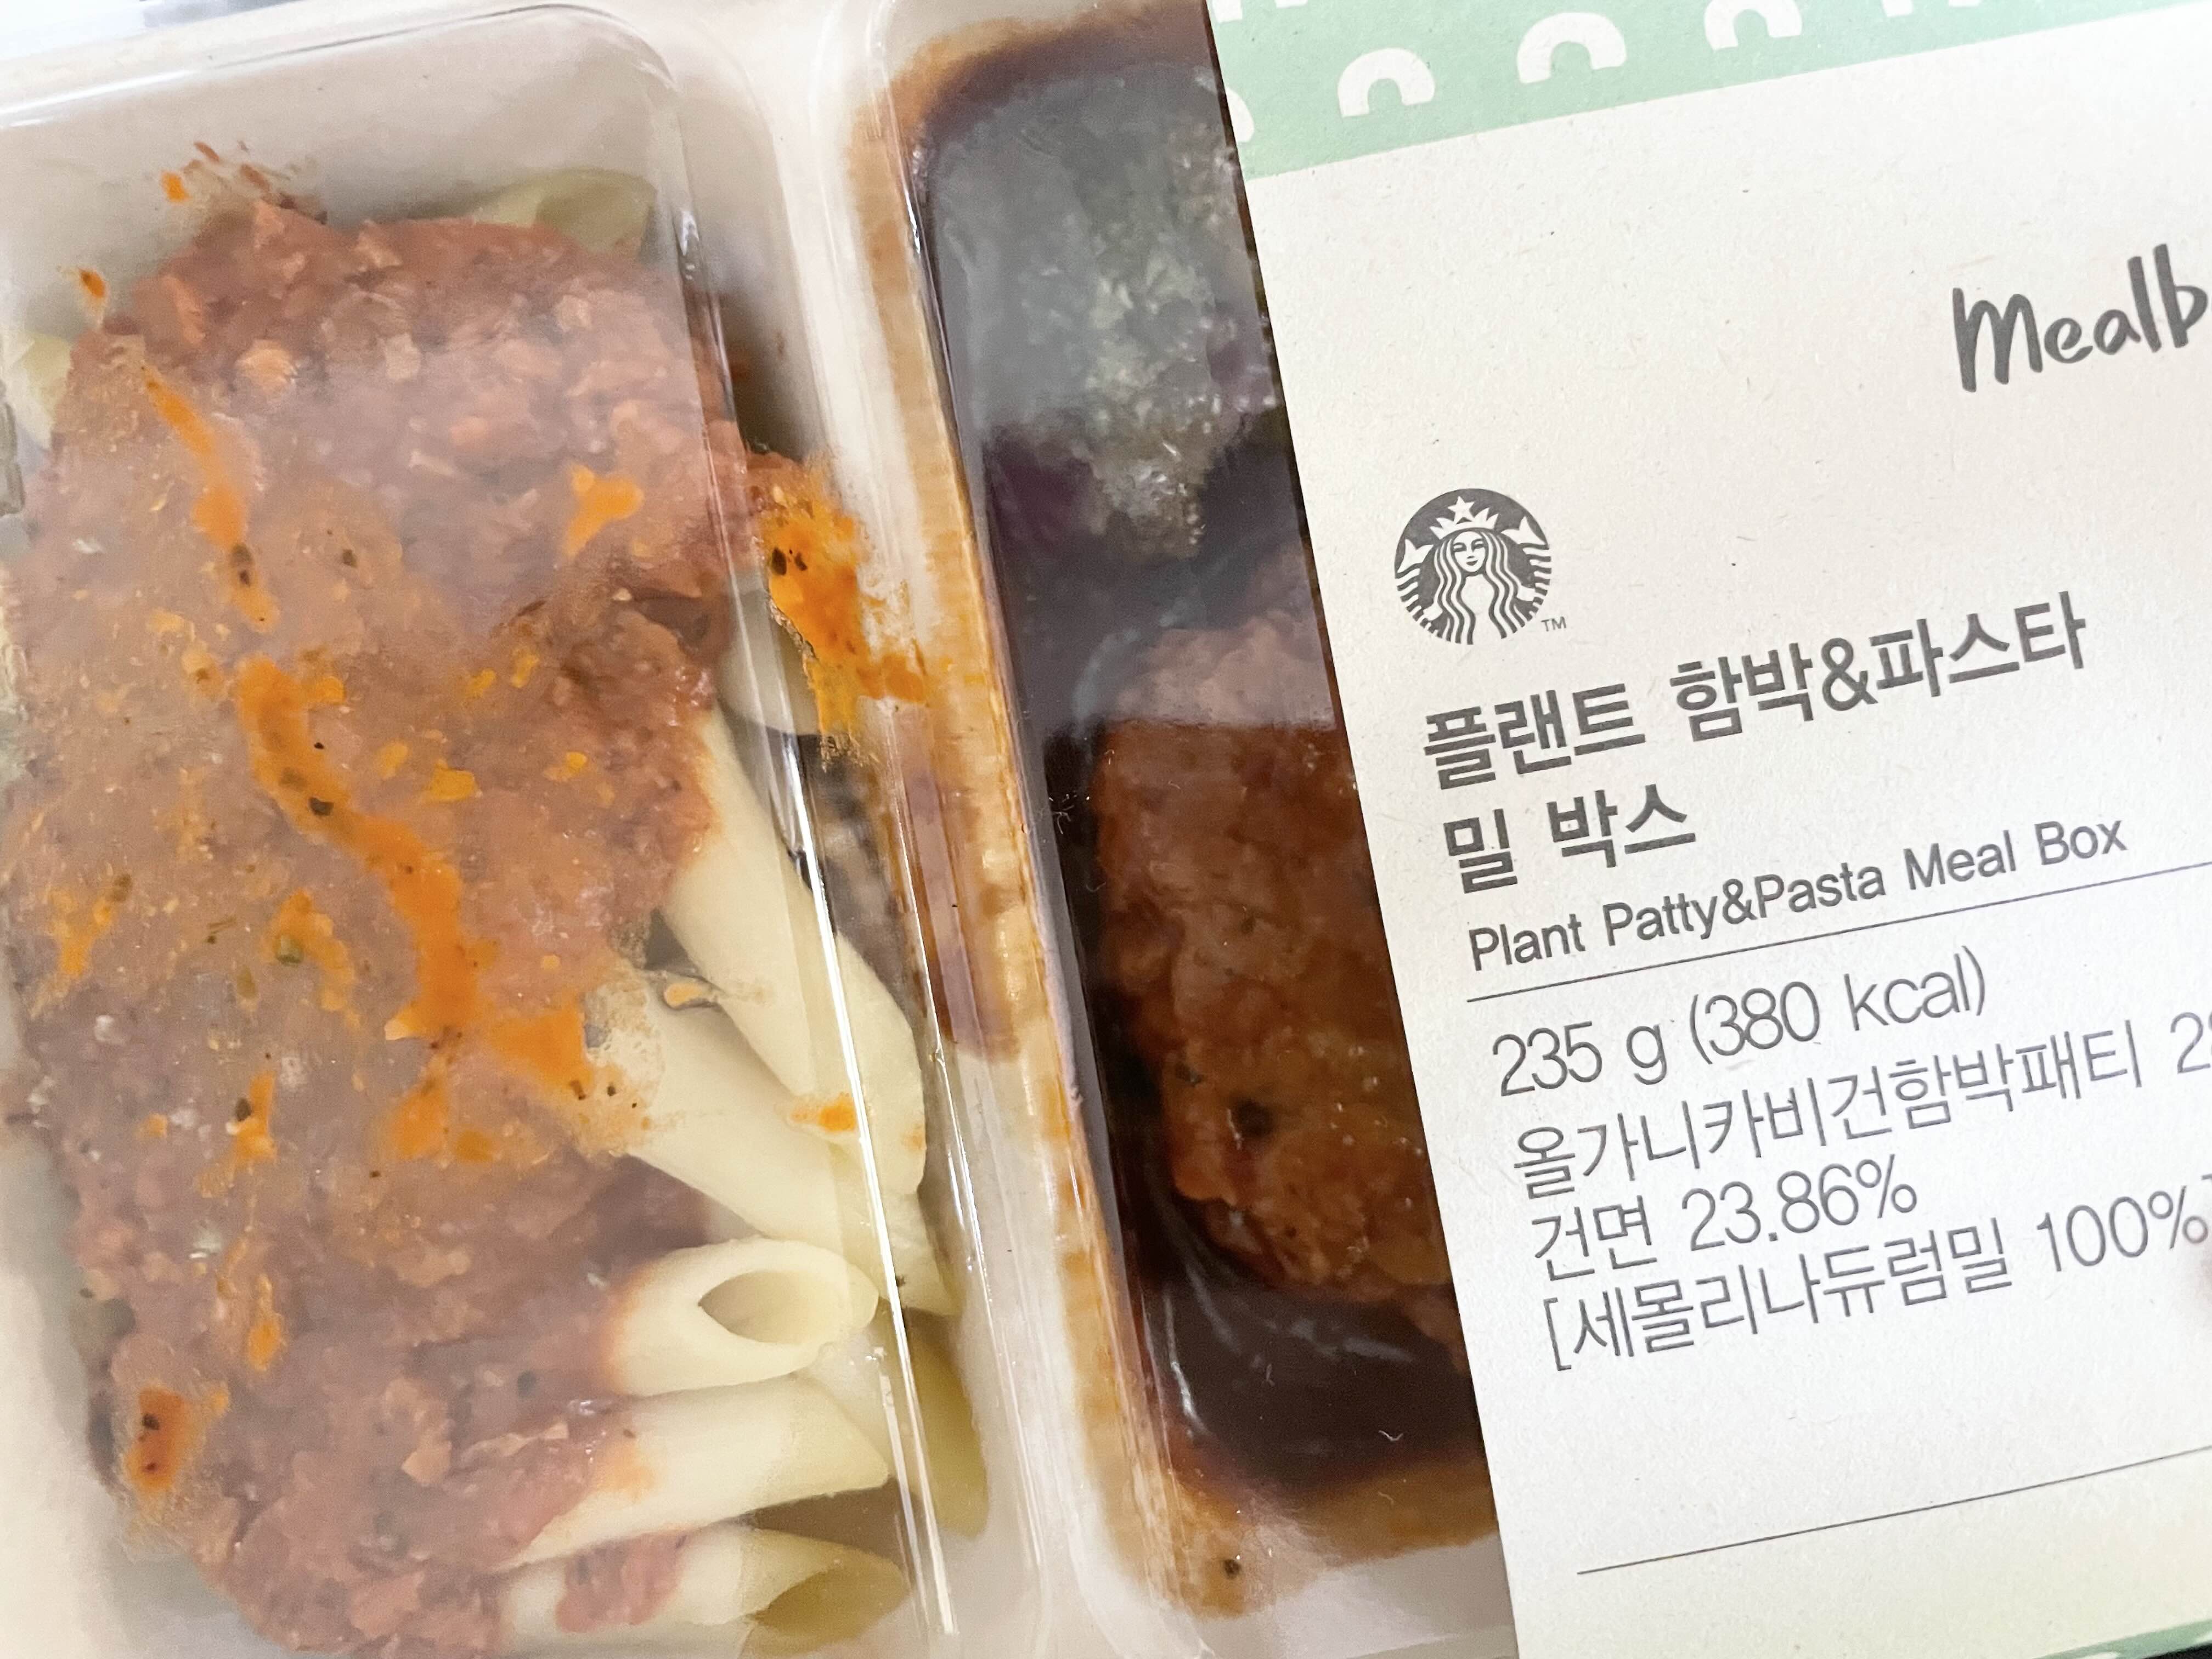 Mealb
TM
플랜트 함박&파스타
밀 박스
Plant Patty&Pasta Meal Box
235 g (380 kcal)
올가니카비건함박패티
건면 23.86%
[세몰리나듀럼밀 100%